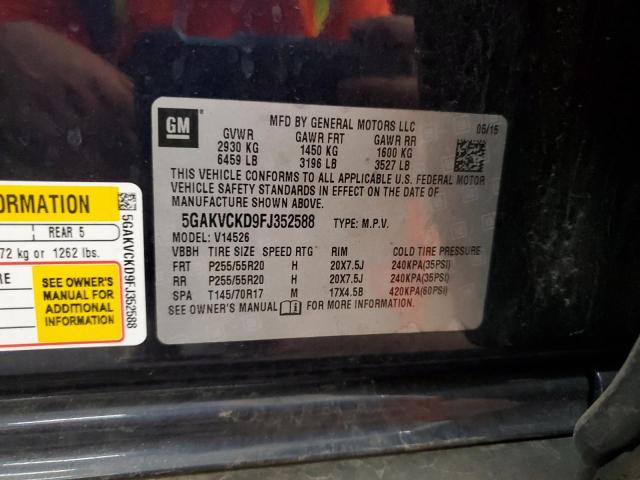 GM
MFD BY GENERAL MOTORS LLC
05/15
GVWR GAWR FRT GAWR RR
2930 KG 1450 KG 1600 KG
6459 LB 3196 LB 3527 LB
THIS VEHICLE CONFORMS TO ALL APPLICABLE U.S. FEDERAL MOTOR
VEHICLE SAFETY STANDARDS IN EFFECT ON THE DATE OF
MANUFACTURE SHOWN ABOVE.
5GAKVCKD9FJ352588 TYPE: M.P.V.
MODEL: V14526
VBBH TIRE SIZE SPEED RTG RIM COLD TIRE PRESSURE
FRT P255/55R20 H 20X7.5J 240KPA(35PSI)
RR P255/55R20 H 20X7.5J 240KPA(35PSI)
SPA T145/70R17 M 17X4.5B 420KPA(60PSI)
SEE OWNER'S MANUAL FOR MORE INFORMATION.
ORMATION
REAR 5
72 kg or 1262 lbs.
RE
SEE OWNER'S
MANUAL FOR
ADDITIONAL
INFORMATION
5GAKVCKD9FJ352588